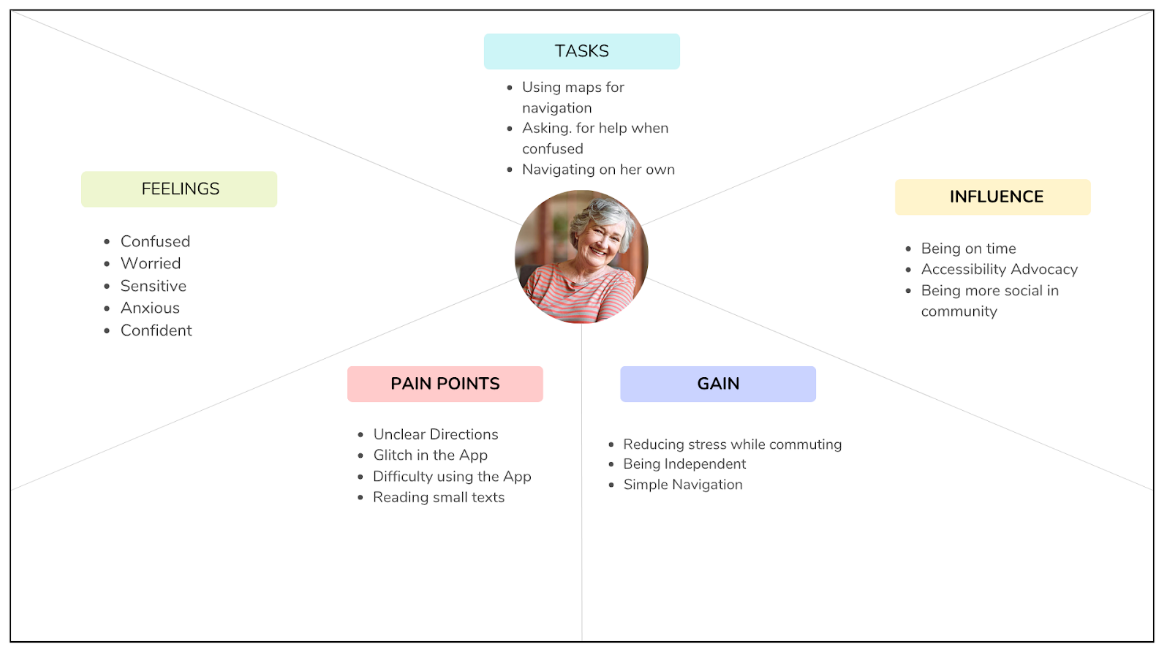 TASKS
Using maps for
navigation
Asking. for help when
confused
Navigating on her own
FEELINGS
Confused
Worried
Sensitive
Anxious
Confident
INFLUENCE
Being on time
Accessibility Advocacy
Being more social in
community
PAIN POINTS
Unclear Directions
Glitch in the App
Difficulty using the App
Reading small texts
GAIN
Reducing stress while commuting
Being Independent
Simple Navigation